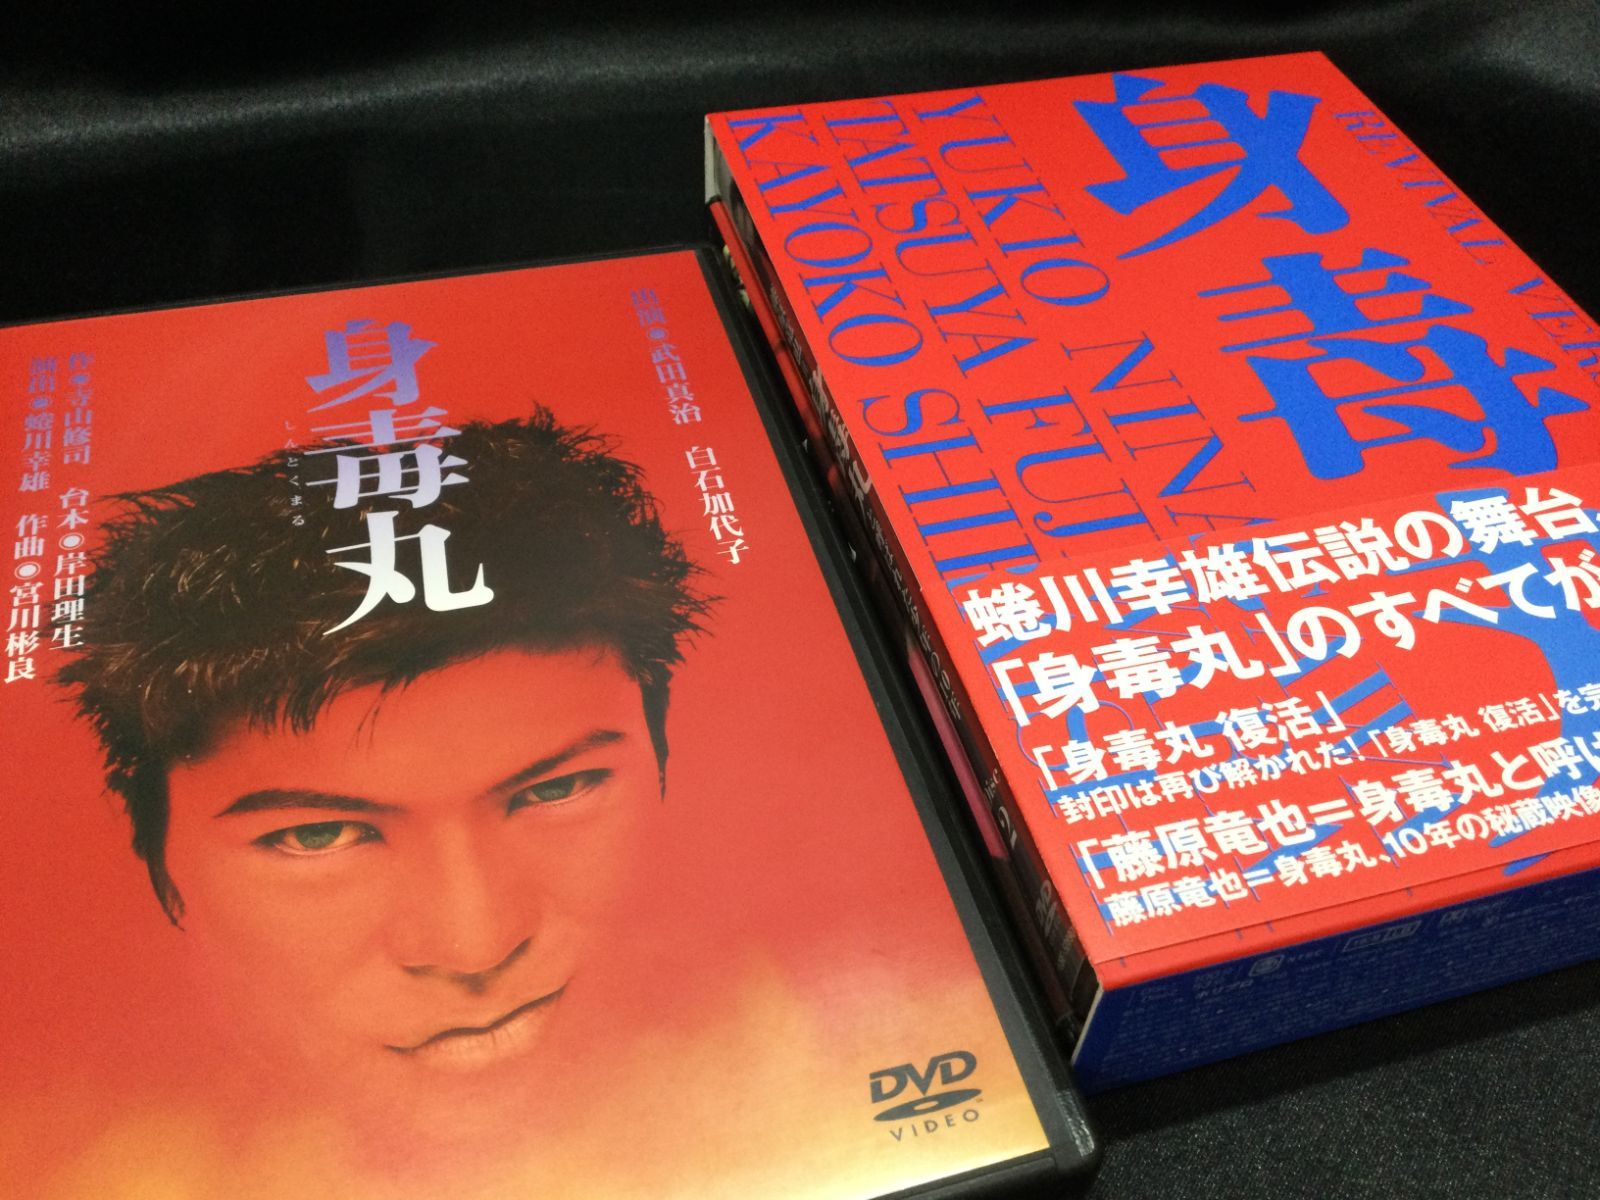 身毒丸
しんとくまる
出演◉武田真治 白石加代子
作◉寺山修司 台本◉岸田理生
演出◉蜷川幸雄 作曲◉宮川彬良
DVD
VIDEO
身毒
REVIVAL
YUKIO NINA
TATSUYA FUJI
KAYOKO SHI
蜷川幸雄伝説の舞台
「身毒丸」のすべてが
「身毒丸 復活」
封印は再び解かれた!「身毒丸 復活」を完
「藤原竜也=身毒丸と呼ば
藤原竜也=身毒丸、10年の秘蔵映像